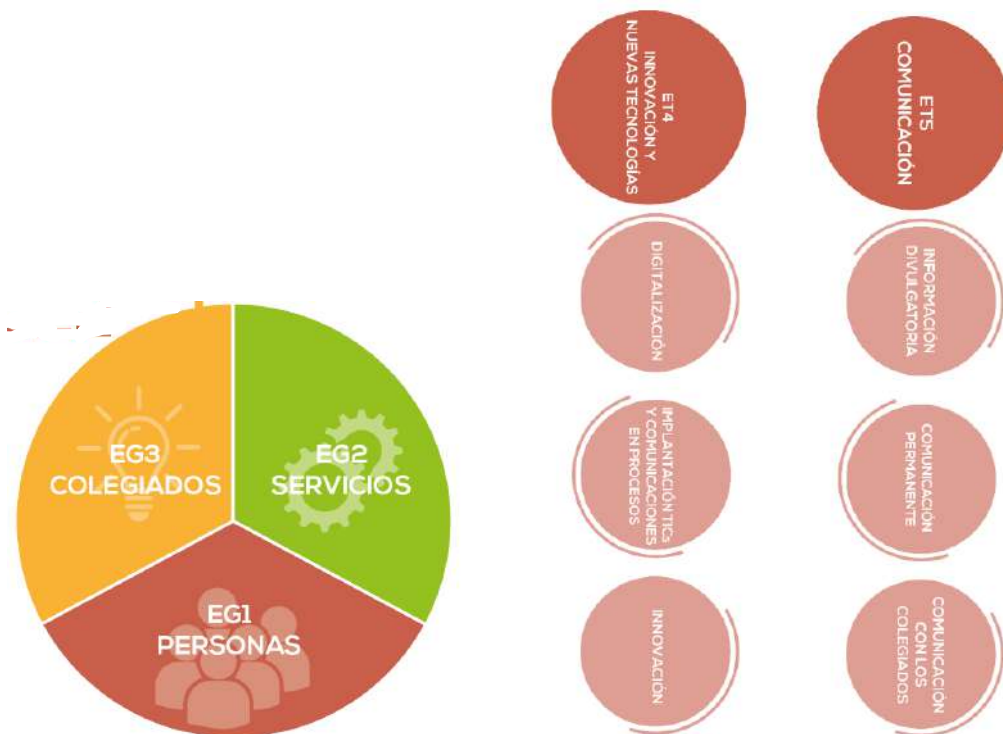 EG3
COLEGIADOS
EG2
SERVICIOS
EG1
PERSONAS
ET4
INNOVACIÓN Y
NUEVAS TECNOLOGÍAS
DIGITALIZACIÓN
IMPLANTACIÓN TICs
Y COMUNICACIONES
EN PROCESOS
INNOVACIÓN
ET5
COMUNICACIÓN
INFORMACIÓN
DIVULGATORIA
COMUNICACIÓN
PERMANENTE
COMUNICACIÓN
CON LOS
COLEGIADOS